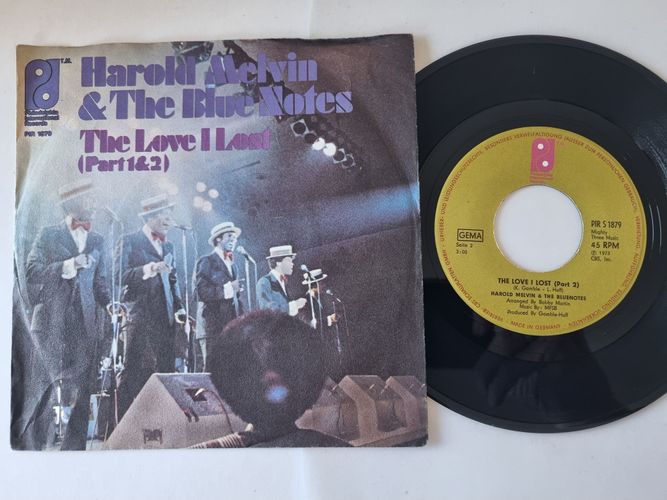 T.M.
Harold Melvin
& The Blue Notes
The Love I Lost
(Part 1&2)
Records
PIR 1879
GEMA
Seite 2
3:05
PIR S 1879
Mighty
Three Music
45 RPM
℗ 1973
CBS, Inc.
THE LOVE I LOST (Part 2)
(K. Gamble - L. Huff)
HAROLD MELVIN & THE BLUENOTES
Arranged By Bobby Martin
Music By: MFSB
Produced By Gamble-Huff
MADE IN GERMANY